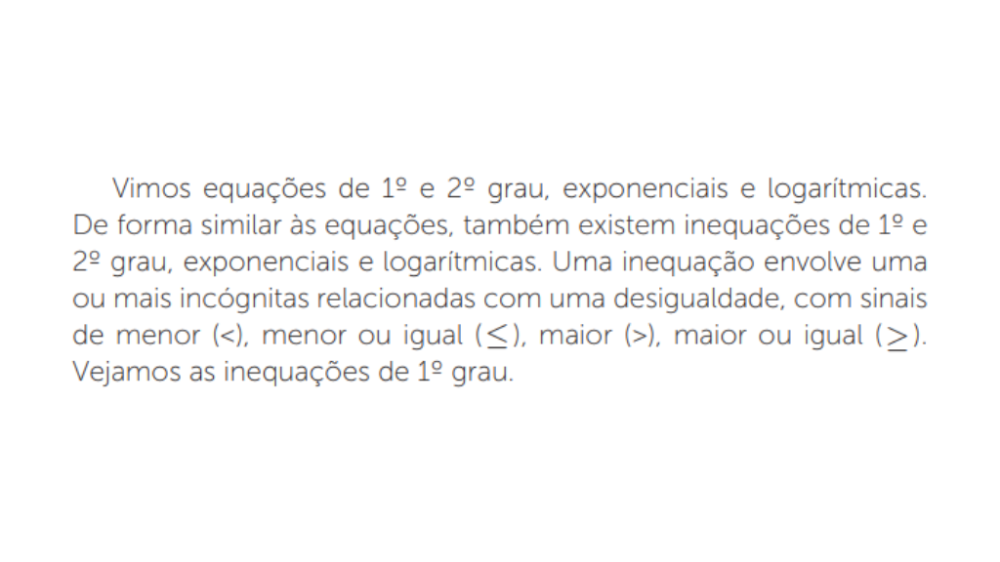 Vimos equações de 1º e 2º grau, exponenciais e logarítmicas.
De forma similar às equações, também existem inequações de 1º e
2º grau, exponenciais e logarítmicas. Uma inequação envolve uma
ou mais incógnitas relacionadas com uma desigualdade, com sinais
de menor (<), menor ou igual (≤), maior (>), maior ou igual (≥).
Vejamos as inequações de 1º grau.